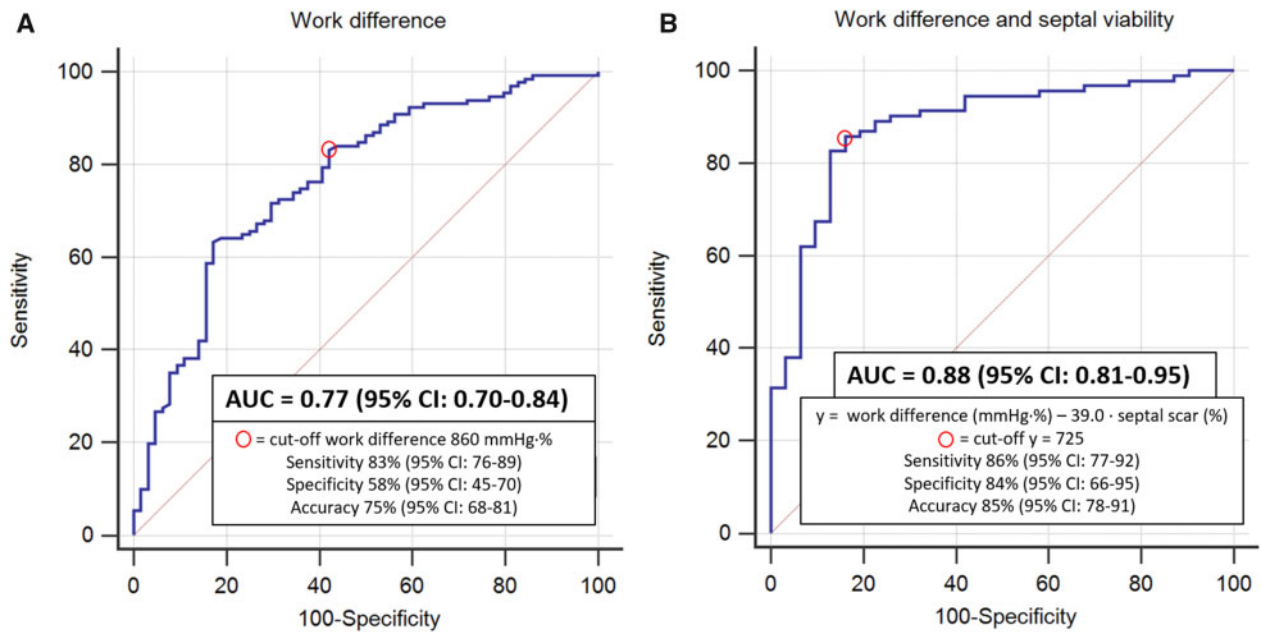 A
Work difference
100
80
60
40
20
0
Sensitivity
AUC = 0.77 (95% CI: 0.70-0.84)
= cut-off work difference 860 mmHg·%
Sensitivity 83% (95% CI: 76-89)
Specificity 58% (95% CI: 45-70)
Accuracy 75% (95% CI: 68-81)
0 20 40 60 80 100
100-Specificity
B
Work difference and septal viability
100
80
60
40
20
0
Sensitivity
AUC = 0.88 (95% CI: 0.81-0.95)
y = work difference (mmHg·%) – 39.0 · septal scar (%)
= cut-off y = 725
Sensitivity 86% (95% CI: 77-92)
Specificity 84% (95% CI: 66-95)
Accuracy 85% (95% CI: 78-91)
0 20 40 60 80 100
100-Specificity